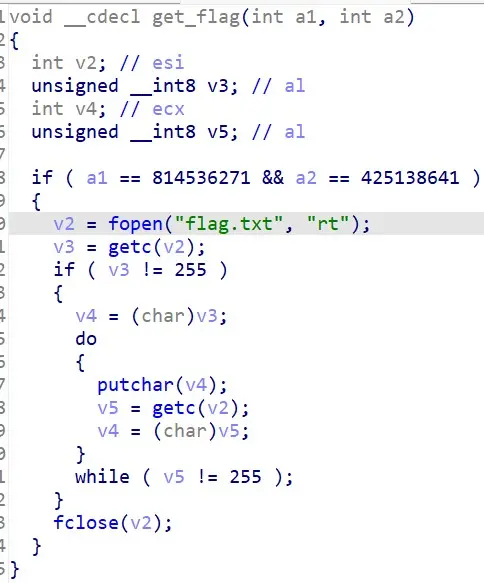 1 void __cdecl get_flag(int a1, int a2)
2 {
3   int v2; // esi
4   unsigned __int8 v3; // al
5   int v4; // ecx
6   unsigned __int8 v5; // al
7
8   if ( a1 == 814536271 && a2 == 425138641 )
9   {
0     v2 = fopen("flag.txt", "rt");
1     v3 = getc(v2);
2     if ( v3 != 255 )
3     {
4       v4 = (char)v3;
5       do
6       {
7         putchar(v4);
8         v5 = getc(v2);
9         v4 = (char)v5;
0       }
1       while ( v5 != 255 );
2     }
3     fclose(v2);
4   }
5 }